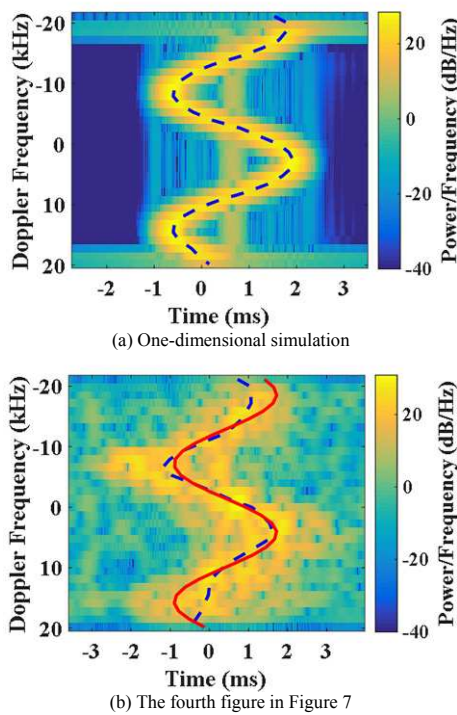 -20
-10
0
10
20
Doppler Frequency (kHz)
-2 -1 0 1 2 3
Time (ms)
20
0
-20
-40
Power/Frequency (dB/Hz)
(a) One-dimensional simulation
-20
-10
0
10
20
Doppler Frequency (kHz)
-3 -2 -1 0 1 2 3
Time (ms)
20
0
-20
-40
Power/Frequency (dB/Hz)
(b) The fourth figure in Figure 7